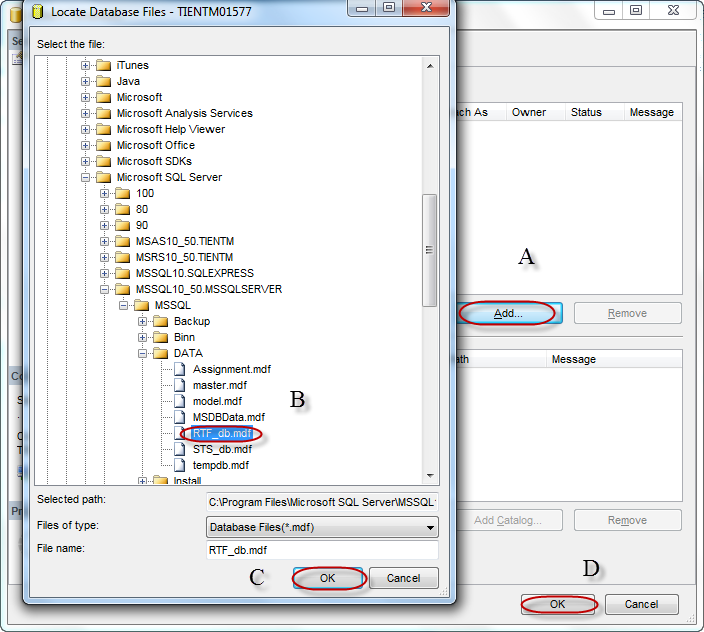 Locate Database Files - TIENTM01577
Select the file:
iTunes
Java
Microsoft
Microsoft Analysis Services
Microsoft Help Viewer
Microsoft Office
Microsoft SDKs
Microsoft SQL Server
100
80
90
MSAS10_50.TIENTM
MSRS10_50.TIENTM
MSSQL10.SQLEXPRESS
MSSQL10_50.MSSQLSERVER
MSSQL
Backup
Binn
DATA
Assignment.mdf
master.mdf
model.mdf
MSDBData.mdf
B
RTF_db.mdf
STS_db.mdf
tempdb.mdf
Install
Selected path: C:\Program Files\Microsoft SQL Server\MSSQL
Files of type: Database Files(*.mdf)
File name: RTF_db.mdf
C OK Cancel
Owner Status Message
A
Add... Remove
Message
Add Catalog... Remove
D
OK Cancel